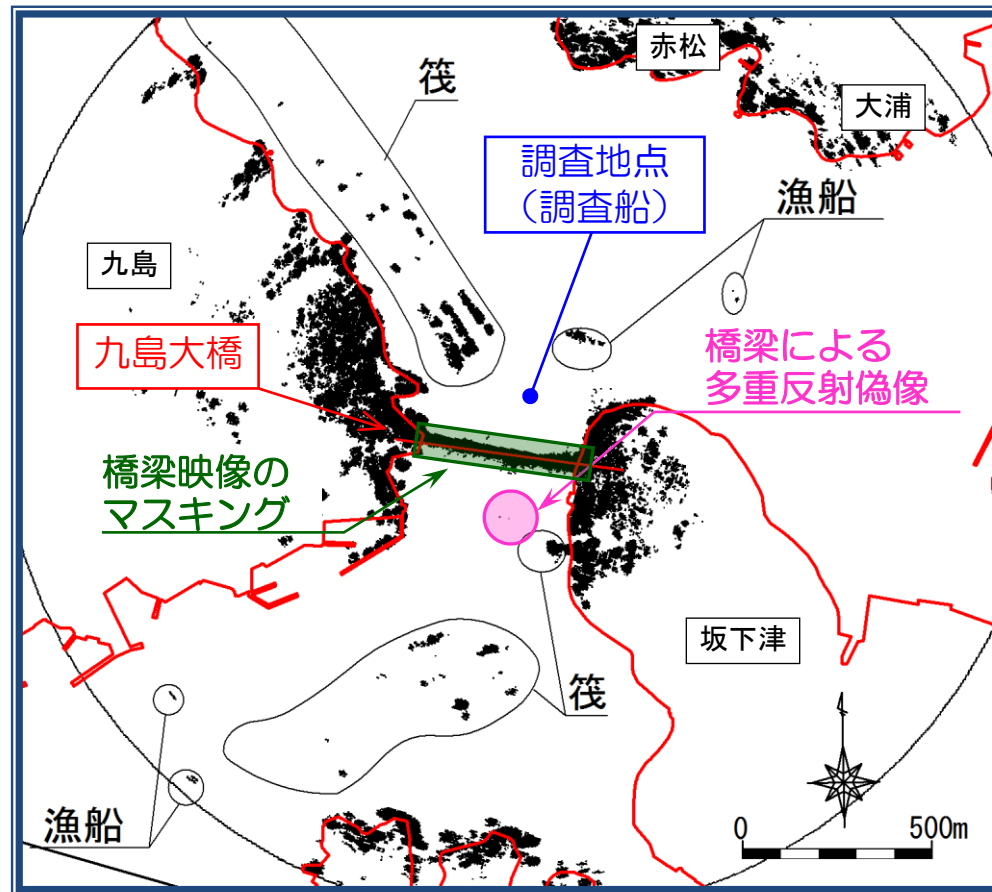 赤松
筏
大浦
調査地点
（調査船）
漁船
九島
九島大橋
橋梁による
多重反射偽像
橋梁映像の
マスキング
坂下津
筏
漁船
0 500m